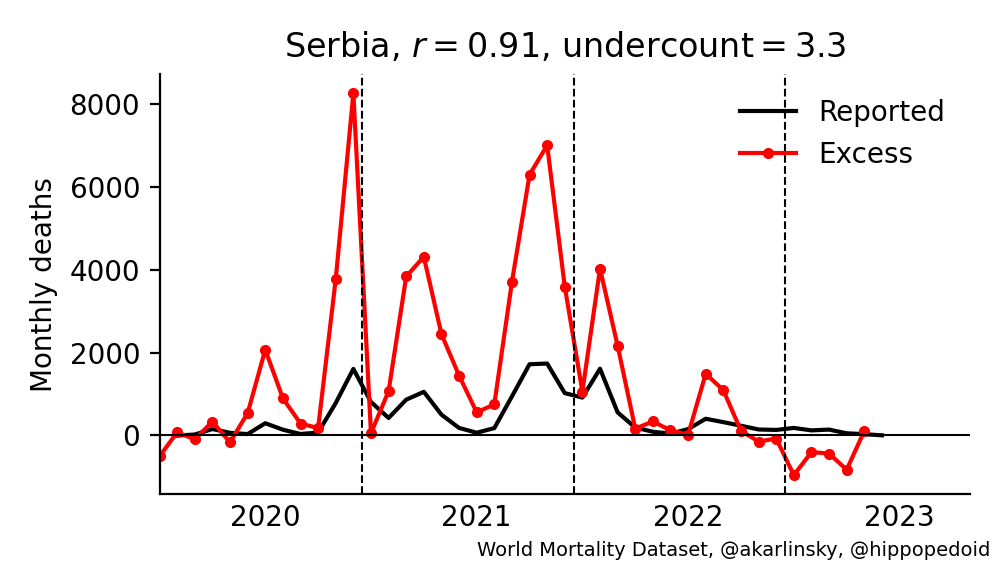 Serbia, r = 0.91, undercount = 3.3
Monthly deaths
8000
6000
4000
2000
0
Reported
Excess
2020 2021 2022 2023
World Mortality Dataset, @akarlinsky, @hippopedoid